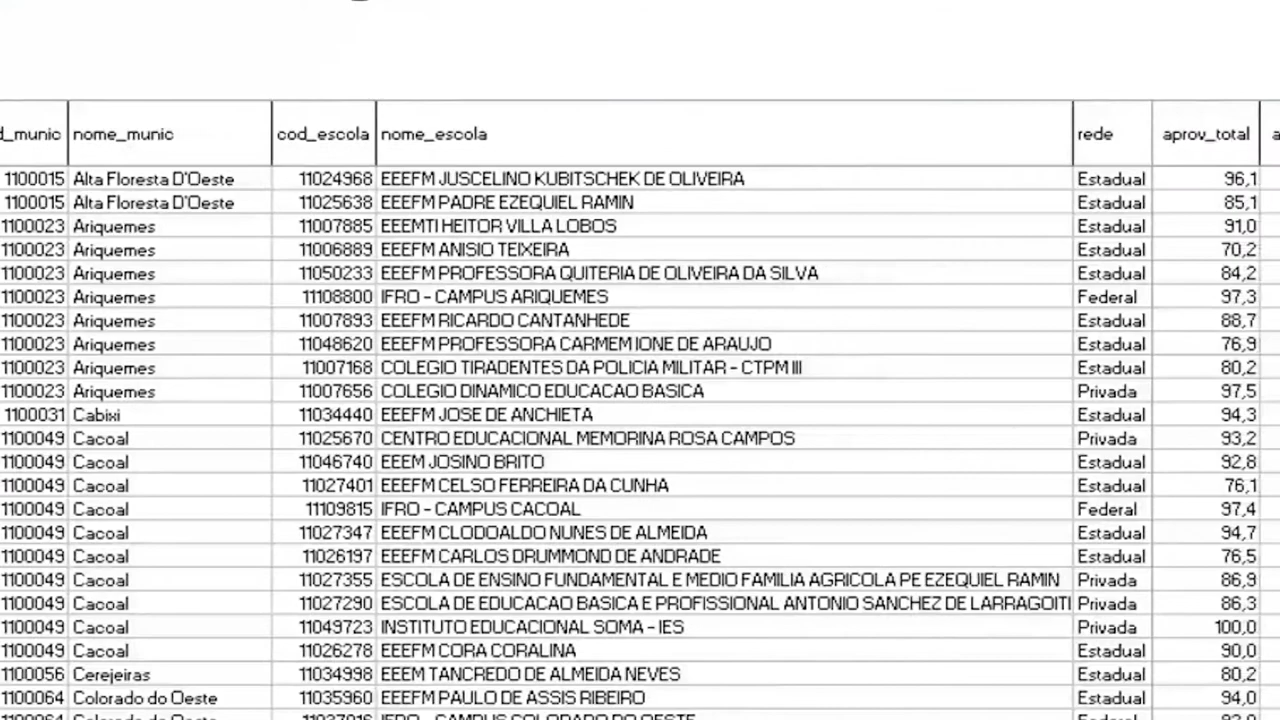 d_munic nome_munic cod_escola nome_escola rede aprov_total a
1100015 Alta Floresta D'Oeste 11024968 EEEFM JUSCELINO KUBITSCHEK DE OLIVEIRA Estadual 96,1
1100015 Alta Floresta D'Oeste 11025638 EEEFM PADRE EZEQUIEL RAMIN Estadual 85,1
1100023 Ariquemes 11007885 EEEMTI HEITOR VILLA LOBOS Estadual 91,0
1100023 Ariquemes 11006889 EEEFM ANISIO TEIXEIRA Estadual 70,2
1100023 Ariquemes 11050233 EEEFM PROFESSORA QUITERIA DE OLIVEIRA DA SILVA Estadual 84,2
1100023 Ariquemes 11108800 IFRO - CAMPUS ARIQUEMES Federal 97,3
1100023 Ariquemes 11007893 EEEFM RICARDO CANTANHEDE Estadual 88,7
1100023 Ariquemes 11048620 EEEFM PROFESSORA CARMEM IONE DE ARAUJO Estadual 76,9
1100023 Ariquemes 11007168 COLEGIO TIRADENTES DA POLICIA MILITAR - CTPM III Estadual 80,2
1100023 Ariquemes 11007656 COLEGIO DINAMICO EDUCACAO BASICA Privada 97,5
1100031 Cabixi 11034440 EEEFM JOSE DE ANCHIETA Estadual 94,3
1100049 Cacoal 11025670 CENTRO EDUCACIONAL MEMORINA ROSA CAMPOS Privada 93,2
1100049 Cacoal 11046740 EEEM JOSINO BRITO Estadual 92,8
1100049 Cacoal 11027401 EEEFM CELSO FERREIRA DA CUNHA Estadual 76,1
1100049 Cacoal 11109815 IFRO - CAMPUS CACOAL Federal 97,4
1100049 Cacoal 11027347 EEEFM CLODOALDO NUNES DE ALMEIDA Estadual 94,7
1100049 Cacoal 11026197 EEEFM CARLOS DRUMMOND DE ANDRADE Estadual 76,5
1100049 Cacoal 11027355 ESCOLA DE ENSINO FUNDAMENTAL E MEDIO FAMILIA AGRICOLA PE EZEQUIEL RAMIN Privada 86,9
1100049 Cacoal 11027290 ESCOLA DE EDUCACAO BASICA E PROFISSIONAL ANTONIO SANCHEZ DE LARRAGOITI Privada 86,3
1100049 Cacoal 11049723 INSTITUTO EDUCACIONAL SOMA - IES Privada 100,0
1100049 Cacoal 11026278 EEEFM CORA CORALINA Estadual 90,0
1100056 Cerejeiras 11034998 EEEM TANCREDO DE ALMEIDA NEVES Estadual 80,2
1100064 Colorado do Oeste 11035960 EEEFM PAULO DE ASSIS RIBEIRO Estadual 94,0
1100064 Colorado do Oeste IFRO - CAMPUS COLORADO DO OESTE Federal